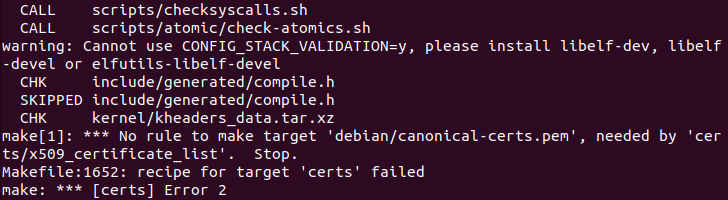 CALL    scripts/checksyscalls.sh
CALL    scripts/atomic/check-atomics.sh
warning: Cannot use CONFIG_STACK_VALIDATION=y, please install libelf-dev, libelf
-devel or elfutils-libelf-devel
CHK     include/generated/compile.h
SKIPPED include/generated/compile.h
CHK     kernel/kheaders_data.tar.xz
make[1]: *** No rule to make target 'debian/canonical-certs.pem', needed by 'cer
ts/x509_certificate_list'.  Stop.
Makefile:1652: recipe for target 'certs' failed
make: *** [certs] Error 2